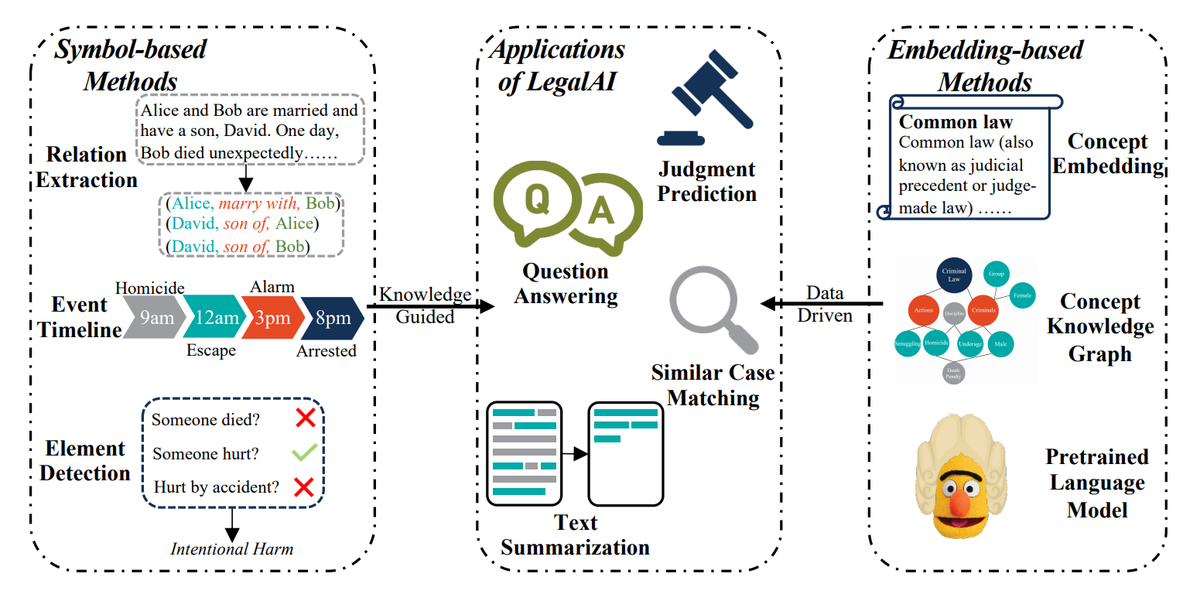 Symbol-based
Methods
Relation
Extraction
Alice and Bob are married and
have a son, David. One day,
Bob died unexpectedly……
(Alice, marry with, Bob)
(David, son of, Alice)
(David, son of, Bob)
Event
Timeline
Homicide
Alarm
9am
12am
3pm
8pm
Escape
Arrested
Element
Detection
Someone died?
Someone hurt?
Hurt by accident?
Intentional Harm
Knowledge
Guided
Applications
of LegalAI
Judgment
Prediction
Q
A
Question
Answering
Similar Case
Matching
Text
Summarization
Data
Driven
Embedding-based
Methods
Common law
Common law (also
known as judicial
precedent or judge-
made law) ……
Concept
Embedding
Criminal
Law
Group
Female
Actions
Discipline
Criminals
Smuggling
Homicide
Underage
Male
Death
Penalty
Concept
Knowledge
Graph
Pretrained
Language
Model